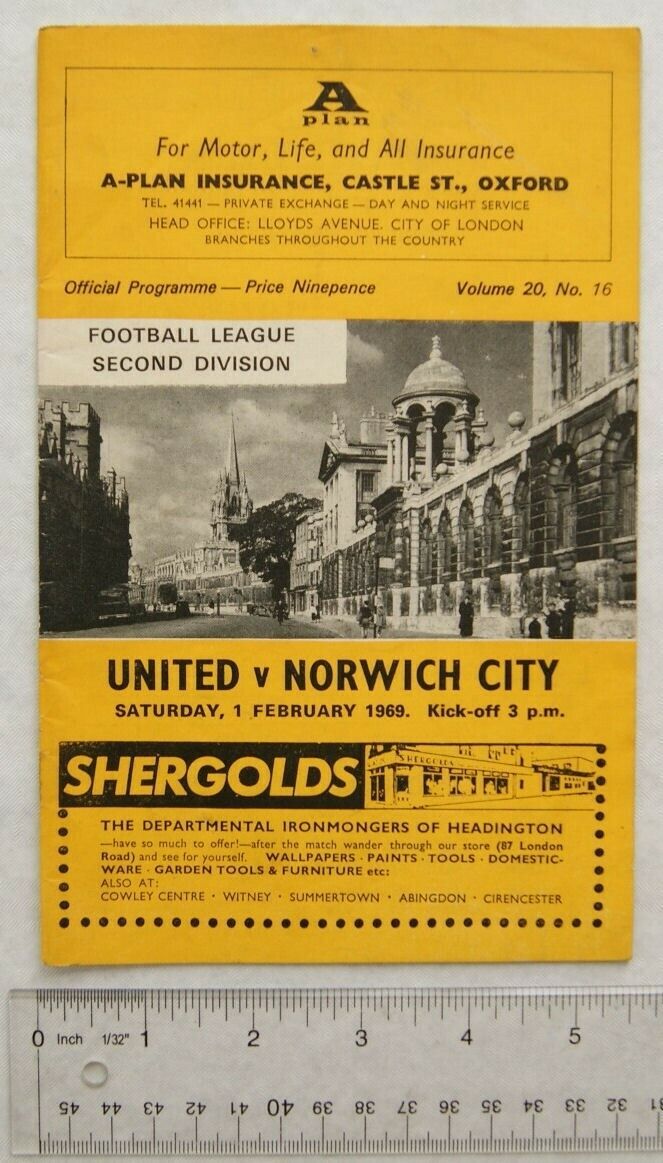 A
plan
For Motor, Life, and All Insurance
A-PLAN INSURANCE, CASTLE ST., OXFORD
TEL. 41441 — PRIVATE EXCHANGE — DAY AND NIGHT SERVICE
HEAD OFFICE: LLOYDS AVENUE. CITY OF LONDON
BRANCHES THROUGHOUT THE COUNTRY
Official Programme — Price Ninepence Volume 20, No. 16
FOOTBALL LEAGUE
SECOND DIVISION
UNITED v NORWICH CITY
SATURDAY, 1 FEBRUARY 1969. Kick-off 3 p.m.
SHERGOLDS
SHERGOLDS
THE DEPARTMENTAL IRONMONGERS OF HEADINGTON
—have so much to offer!—after the match wander through our store (87 London
Road) and see for yourself. WALLPAPERS · PAINTS · TOOLS · DOMESTIC-
WARE · GARDEN TOOLS & FURNITURE etc:
ALSO AT:
COWLEY CENTRE · WITNEY · SUMMERTOWN · ABINGDON · CIRENCESTER
0 Inch 1/32" 1 2 3 4 5
45 44 43 42 41 40 39 38 37 36 35 34 33 32 31